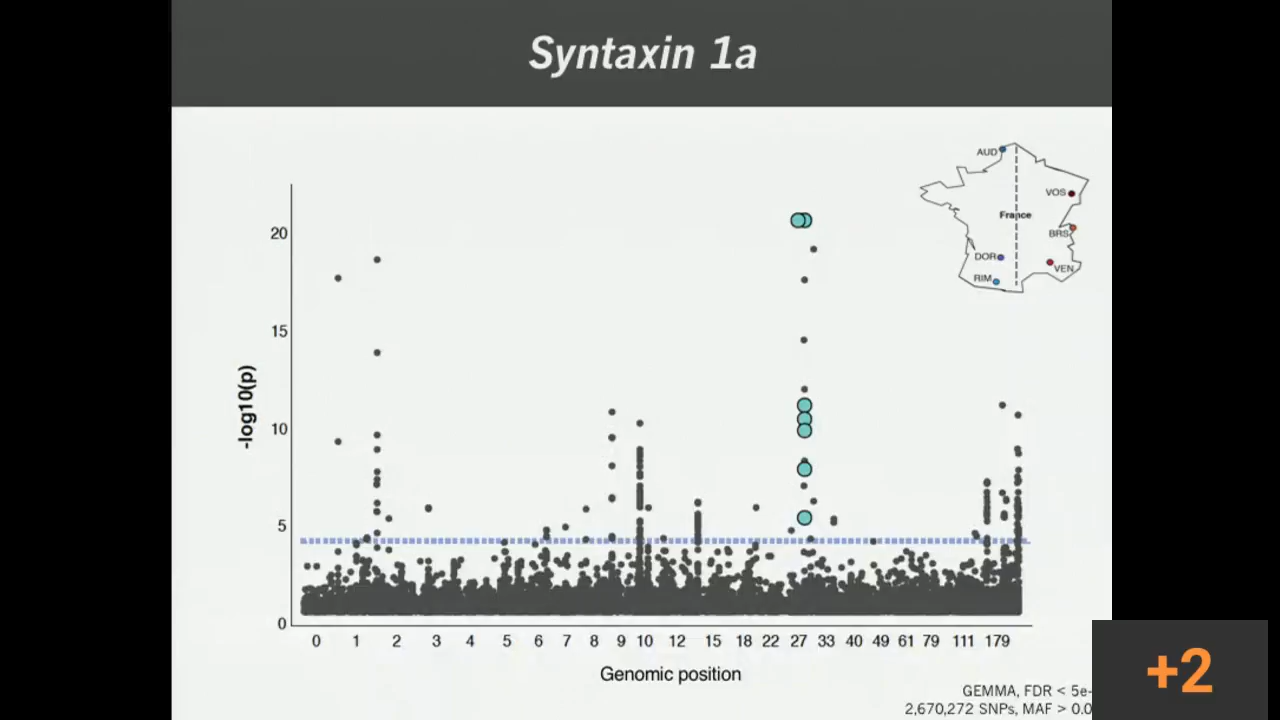 Syntaxin 1a
AUD
VOS
France
BRS
DOR
VEN
RIM
20
15
10
5
0
-log10(p)
0 1 2 3 4 5 6 7 8 9 10 12 15 18 22 27 33 40 49 61 79 111 179
Genomic position
GEMMA, FDR < 5e-
2,670,272 SNPs, MAF > 0.0
+2